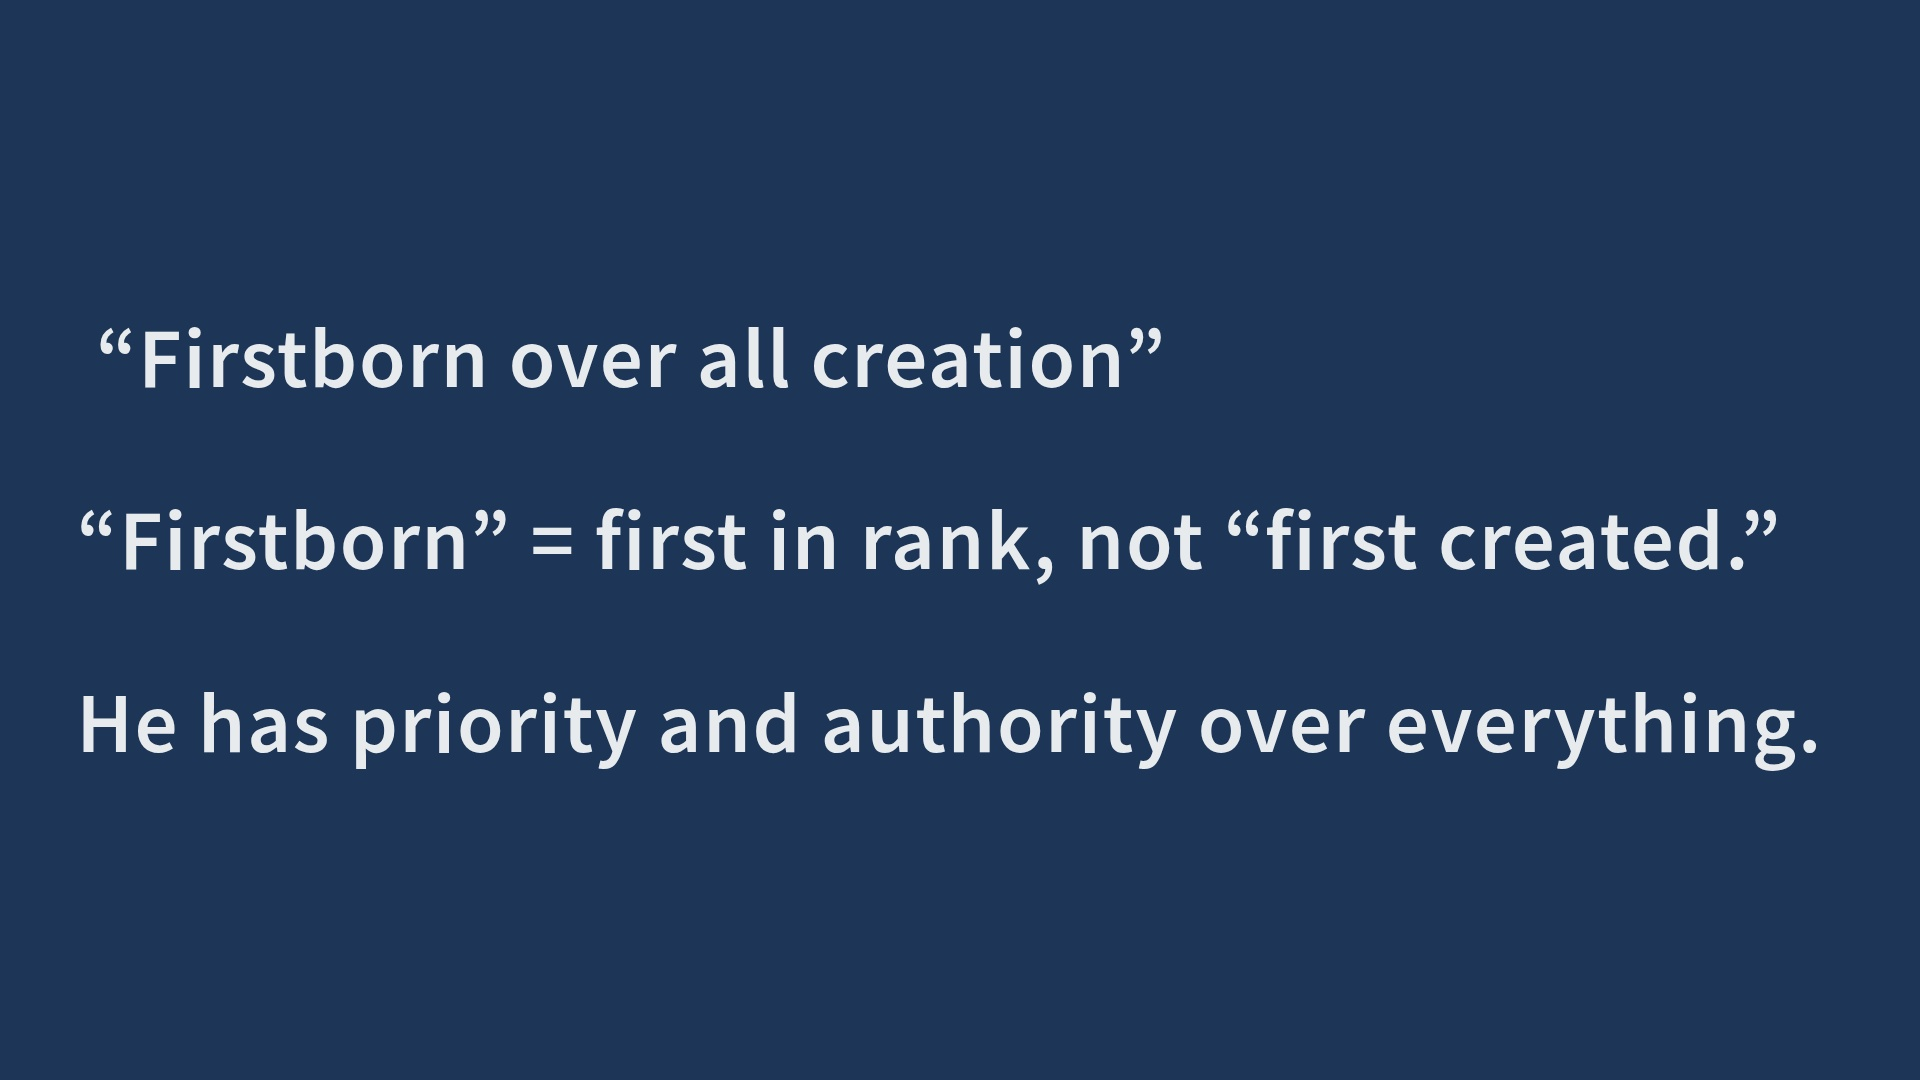 “Firstborn over all creation”
“Firstborn” = first in rank, not “first created.”
He has priority and authority over everything.